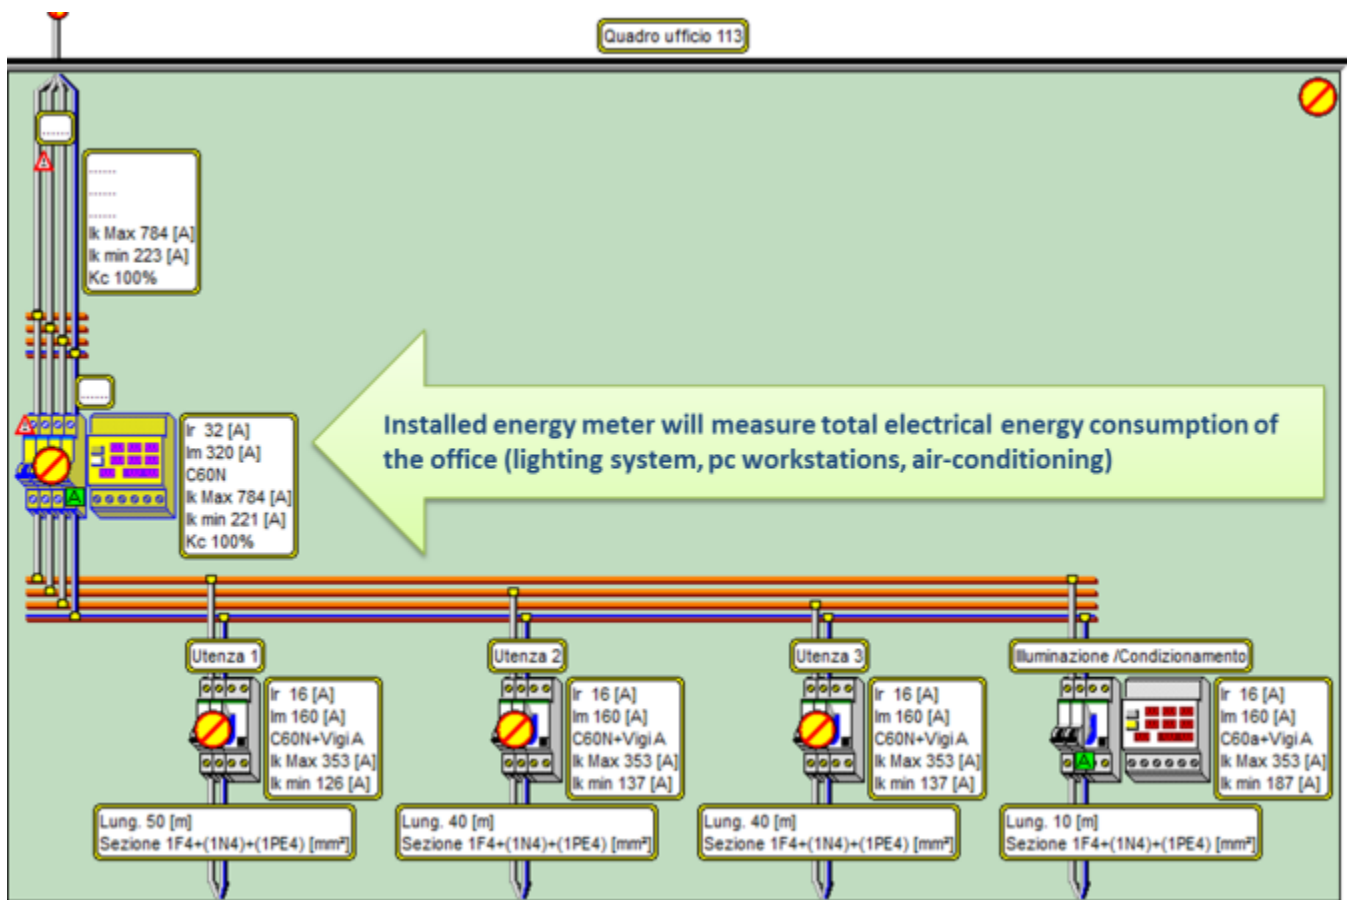 Quadro ufficio 113
......
......
......
......
Ik Max 784 [A]
Ik min 223 [A]
Kc 100%
......
Ir 32 [A]
Im 320 [A]
C60N
Ik Max 784 [A]
Ik min 221 [A]
Kc 100%
A
Installed energy meter will measure total electrical energy consumption of
the office (lighting system, pc workstations, air-conditioning)
Utenza 1
Ir 16 [A]
Im 160 [A]
C60N+Vigi A
Ik Max 353 [A]
Ik min 126 [A]
Lung. 50 [m]
Sezione 1F4+(1N4)+(1PE4) [mm²]
Utenza 2
Ir 16 [A]
Im 160 [A]
C60N+Vigi A
Ik Max 353 [A]
Ik min 137 [A]
Lung. 40 [m]
Sezione 1F4+(1N4)+(1PE4) [mm²]
Utenza 3
Ir 16 [A]
Im 160 [A]
C60N+Vigi A
Ik Max 353 [A]
Ik min 137 [A]
Lung. 40 [m]
Sezione 1F4+(1N4)+(1PE4) [mm²]
Illuminazione /Condizionamento
A
Ir 16 [A]
Im 160 [A]
C60a+Vigi A
Ik Max 353 [A]
Ik min 187 [A]
Lung. 10 [m]
Sezione 1F4+(1N4)+(1PE4) [mm²]